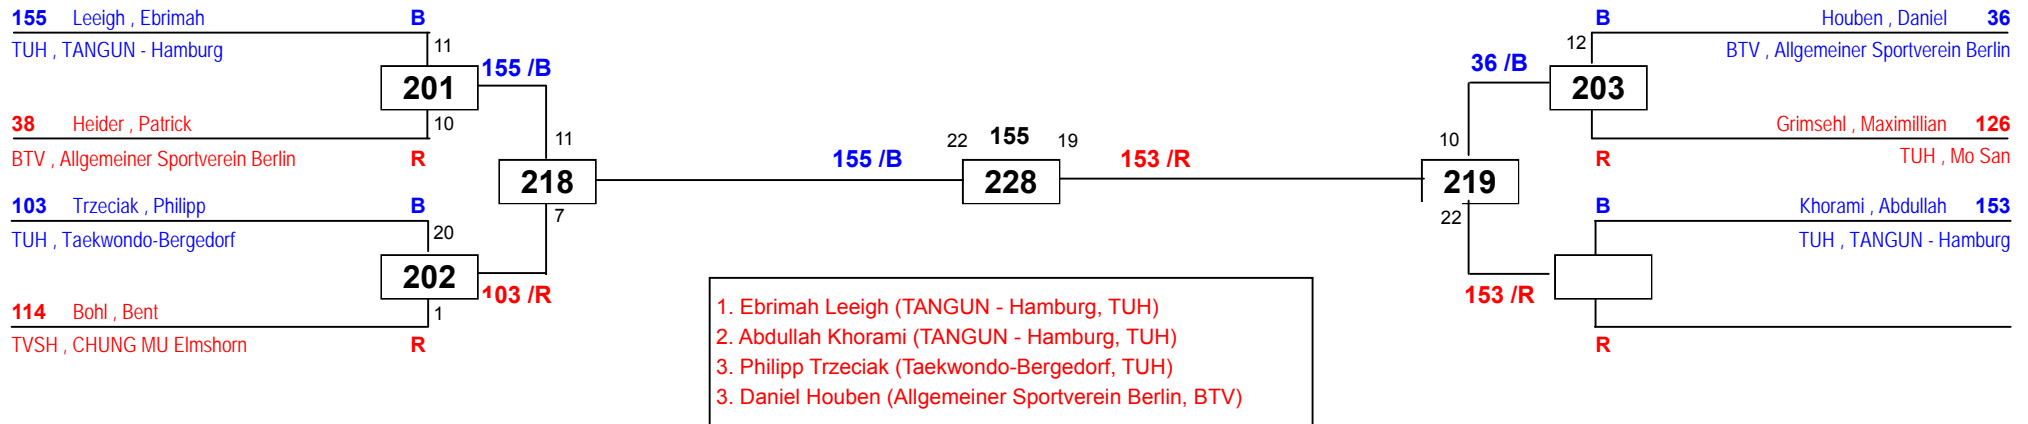 155 Leeigh , Ebrimah B
TUH , TANGUN - Hamburg
11
201
155 /B
10
38 Heider , Patrick
BTV , Allgemeiner Sportverein Berlin R
103 Trzeciak , Philipp B
TUH , Taekwondo-Bergedorf
20
202
103 /R
1
114 Bohl , Bent
TVSH , CHUNG MU Elmshorn R
11
218
7
155 /B
22 155 19
228
153 /R
1. Ebrimah Leeigh (TANGUN - Hamburg, TUH)
2. Abdullah Khorami (TANGUN - Hamburg, TUH)
3. Philipp Trzeciak (Taekwondo-Bergedorf, TUH)
3. Daniel Houben (Allgemeiner Sportverein Berlin, BTV)
36 /B
10
219
22
153 /R
B Houben , Daniel 36
BTV , Allgemeiner Sportverein Berlin
12
203
Grimsehl , Maximillian 126
R TUH , Mo San
B Khorami , Abdullah 153
TUH , TANGUN - Hamburg
R